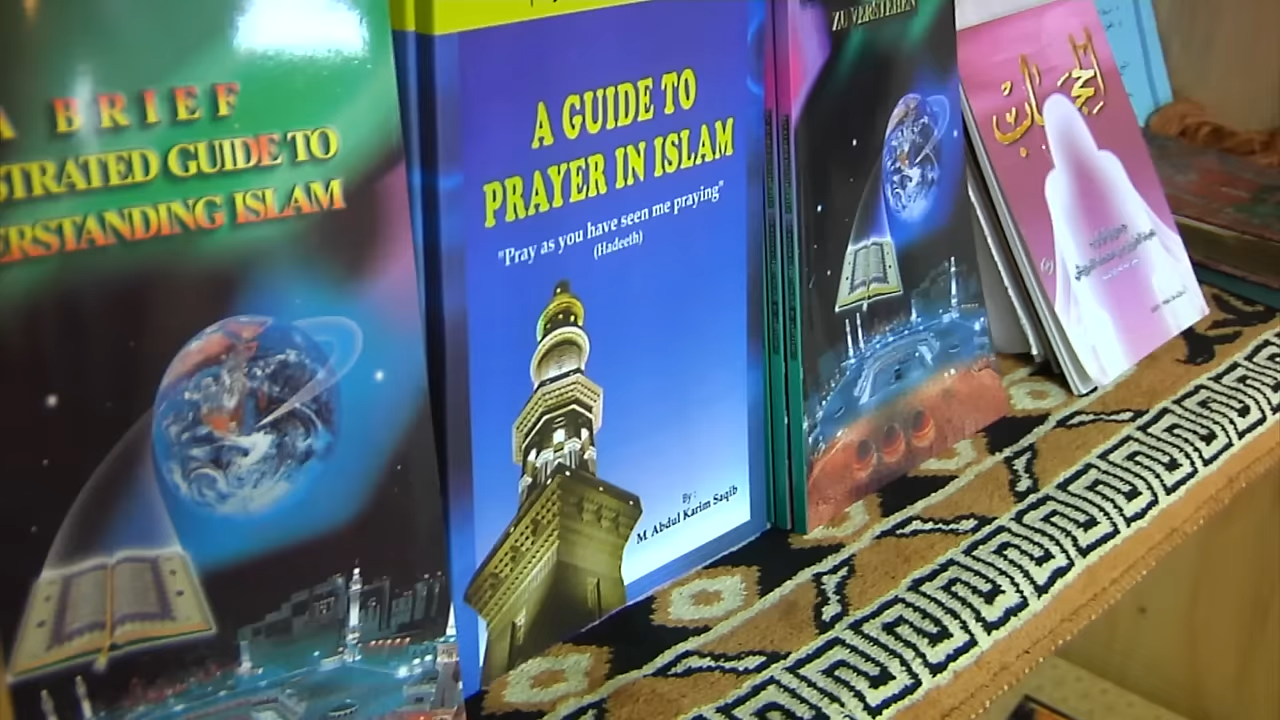 A BRIEF
STRATED GUIDE TO
ERSTANDING ISLAM
A GUIDE TO
PRAYER IN ISLAM
"Pray as you have seen me praying"
(Hadeeth)
By :
M. Abdul Karim Saqib
ZU VERSTEHEN